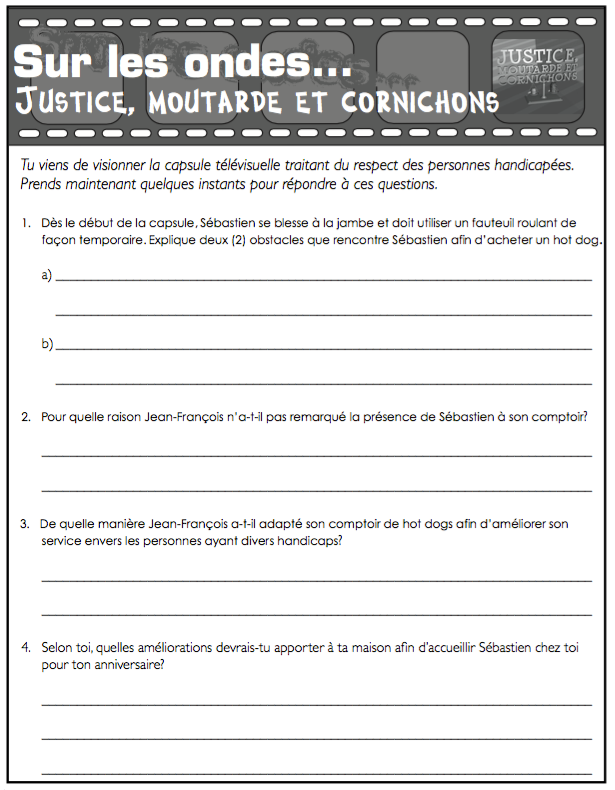 Sur les ondes...
JUSTICE, MOUTARDE ET CORNICHONS
JUSTICE,
MOUTARDE ET
CORNICHONS
Tu viens de visionner la capsule télévisuelle traitant du respect des personnes handicapées.
Prends maintenant quelques instants pour répondre à ces questions.
1. Dès le début de la capsule, Sébastien se blesse à la jambe et doit utiliser un fauteuil roulant de
façon temporaire. Explique deux (2) obstacles que rencontre Sébastien afin d'acheter un hot dog.
a)
b)
2. Pour quelle raison Jean-François n'a-t-il pas remarqué la présence de Sébastien à son comptoir?
3. De quelle manière Jean-François a-t-il adapté son comptoir de hot dogs afin d'améliorer son
service envers les personnes ayant divers handicaps?
4. Selon toi, quelles améliorations devrais-tu apporter à ta maison afin d'accueillir Sébastien chez toi
pour ton anniversaire?